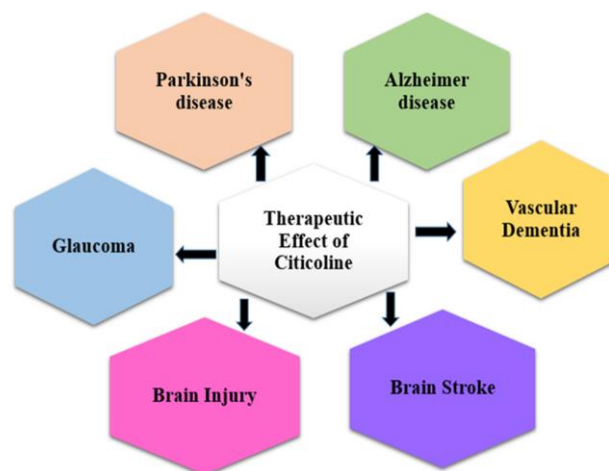 Parkinson's
disease
Alzheimer
disease
Glaucoma
Therapeutic
Effect of
Citicoline
Vascular
Dementia
Brain Injury
Brain Stroke